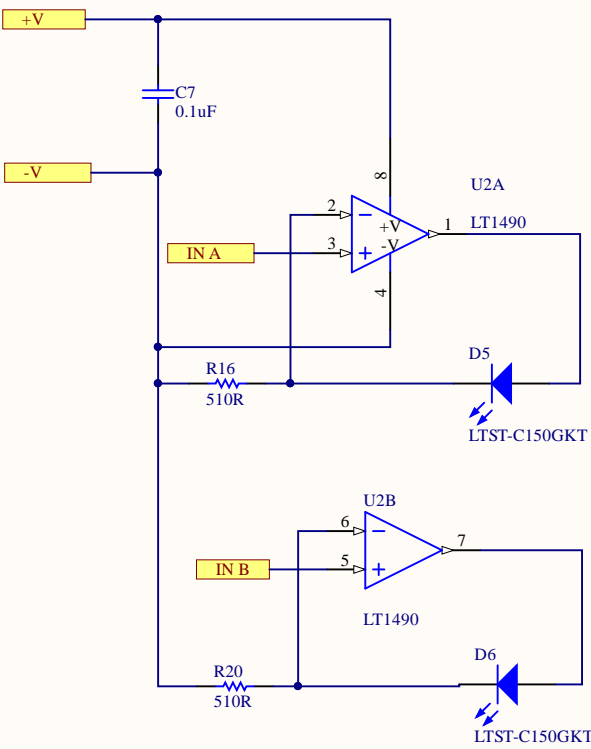 +V
C7
0.1uF
-V
8
U2A
2
1
LT1490
+V
-V
3
IN A
4
D5
R16
510R
LTST-C150GKT
U2B
6
7
5
IN B
LT1490
D6
R20
510R
LTST-C150GKT